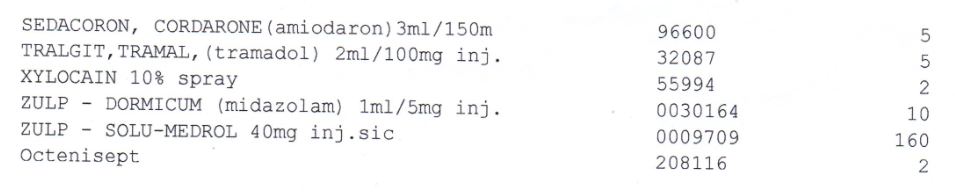 SEDACORON, CORDARONE(amiodaron)3ml/150m 96600 5
TRALGIT,TRAMAL,(tramadol) 2ml/100mg inj. 32087 5
XYLOCAIN 10% spray 55994 2
ZULP - DORMICUM (midazolam) 1ml/5mg inj. 0030164 10
ZULP - SOLU-MEDROL 40mg inj.sic 0009709 160
Octenisept 208116 2